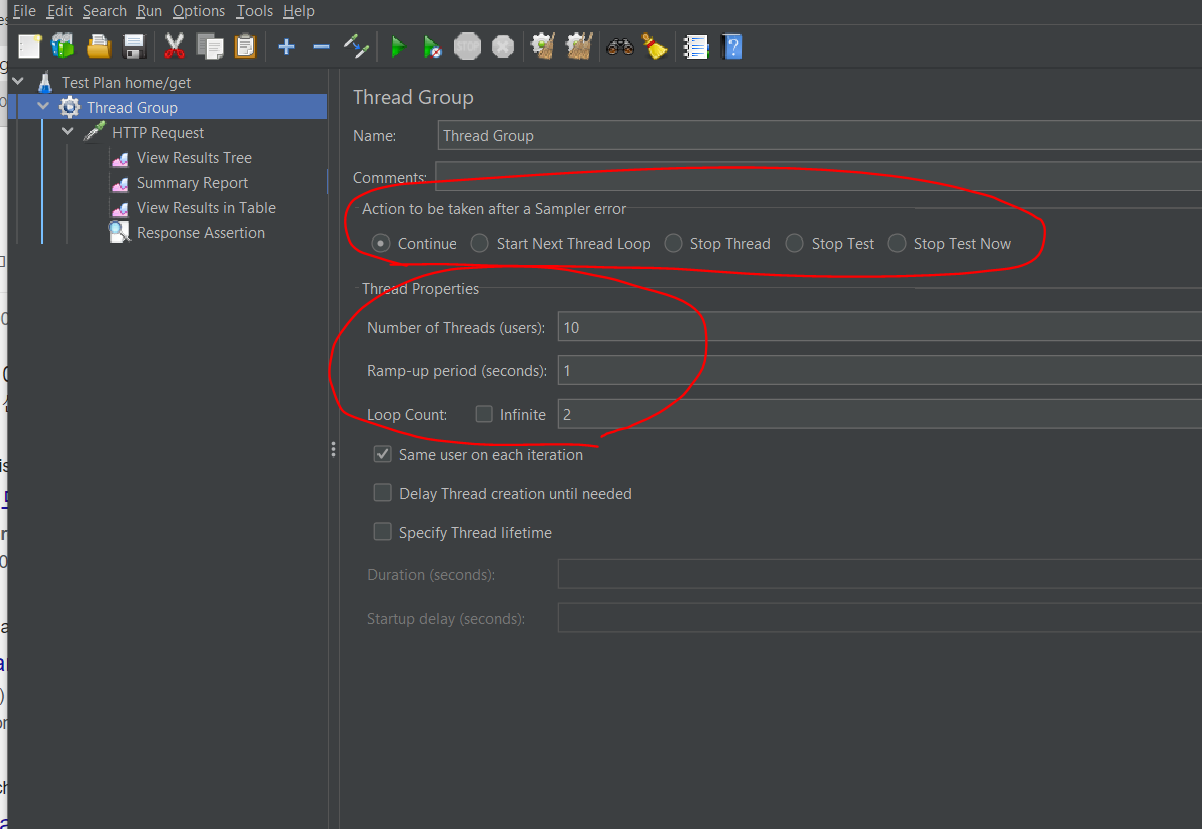 File Edit Search Run Options Tools Help
STOP
Test Plan home/get
Thread Group
HTTP Request
View Results Tree
Summary Report
View Results in Table
Response Assertion
Thread Group
Name: Thread Group
Comments:
Action to be taken after a Sampler error
Continue Start Next Thread Loop Stop Thread Stop Test Stop Test Now
Thread Properties
Number of Threads (users): 10
Ramp-up period (seconds): 1
Loop Count: Infinite 2
Same user on each iteration
Delay Thread creation until needed
Specify Thread lifetime
Duration (seconds):
Startup delay (seconds):